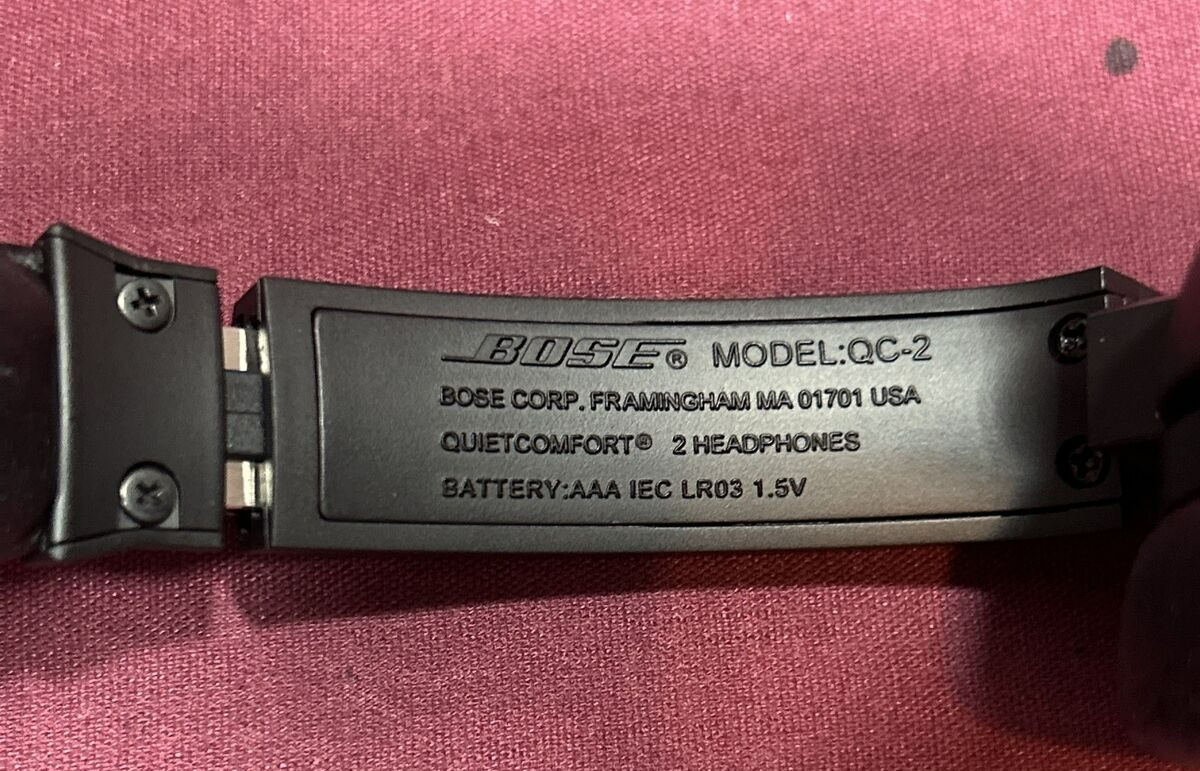 BOSE® MODEL:QC-2
BOSE CORP. FRAMINGHAM MA 01701 USA
QUIETCOMFORT® 2 HEADPHONES
BATTERY:AAA IEC LR03 1.5V